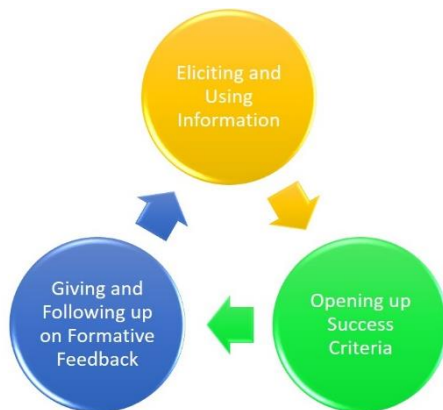 Eliciting and
Using
Information
Opening up
Success
Criteria
Giving and
Following up
on Formative
Feedback